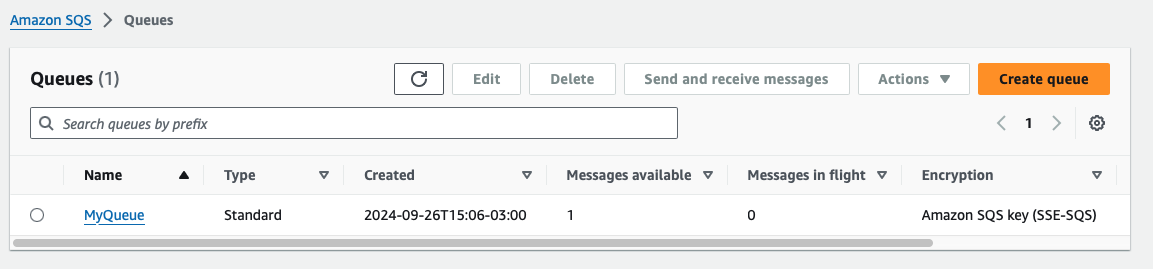 Amazon SQS > Queues
Queues (1)
Edit
Delete
Send and receive messages
Actions
Create queue
Search queues by prefix
1
Name Type Created Messages available Messages in flight Encryption
MyQueue Standard 2024-09-26T15:06-03:00 1 0 Amazon SQS key (SSE-SQS)